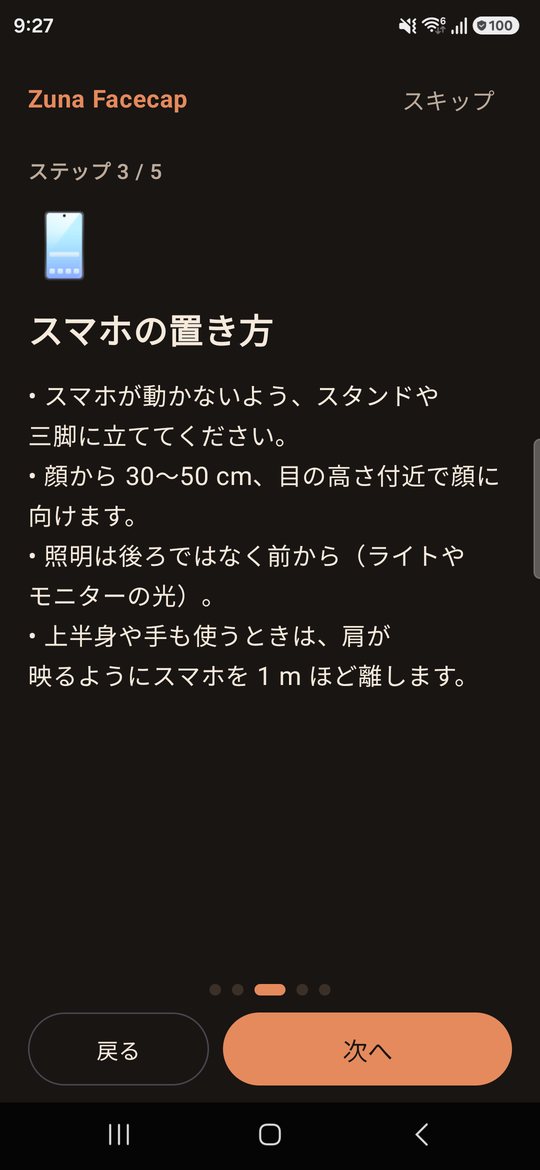 9:27
6
100
Zuna Facecap
スキップ
ステップ 3 / 5
スマホの置き方
• スマホが動かないよう、スタンドや
三脚に立ててください。
• 顔から 30〜50 cm、目の高さ付近で顔に
向けます。
• 照明は後ろではなく前から（ライトや
モニターの光）。
• 上半身や手も使うときは、肩が
映るようにスマホを 1 m ほど離します。
戻る
次へ